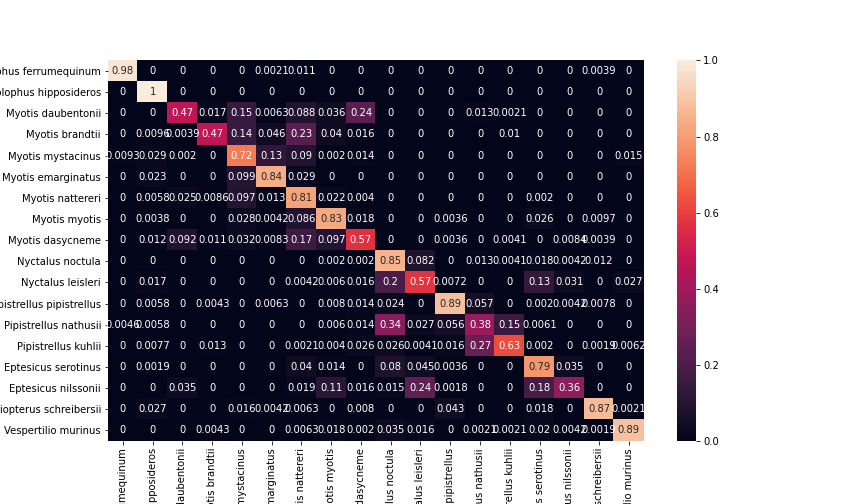 phus ferrumequinum 0.98 0 0 0 0 0.0021 0.011 0 0 0 0 0 0 0 0 0 0.0039 0
olophus hipposideros 0 1 0 0 0 0 0 0 0 0 0 0 0 0 0 0 0 0
Myotis daubentonii 0 0 0.47 0.017 0.15 0.0063 0.088 0.036 0.24 0 0 0 0.013 0.0021 0 0 0 0
Myotis brandtii 0 0.0096 0.0039 0.47 0.14 0.046 0.23 0.04 0.016 0 0 0 0 0.01 0 0 0 0
Myotis mystacinus 0.0093 0.029 0.002 0 0.72 0.13 0.09 0.002 0.014 0 0 0 0 0 0 0 0 0.015
Myotis emarginatus 0 0.023 0 0 0.099 0.84 0.029 0 0 0 0 0 0 0 0 0 0 0
Myotis nattereri 0 0.0058 0.025 0.0086 0.097 0.013 0.81 0.022 0.004 0 0 0 0 0 0.002 0 0 0
Myotis myotis 0 0.0038 0 0 0.028 0.0042 0.086 0.83 0.018 0 0 0.0036 0 0 0.026 0 0.0097 0
Myotis dasycneme 0 0.012 0.092 0.011 0.032 0.0083 0.17 0.097 0.57 0 0 0.0036 0 0.0041 0 0.0084 0.0039 0
Nyctalus noctula 0 0 0 0 0 0 0 0.002 0.002 0.85 0.082 0 0.013 0.0041 0.018 0.0042 0.012 0
Nyctalus leisleri 0 0.017 0 0 0 0 0.0042 0.006 0.016 0.2 0.57 0.0072 0 0 0.13 0.031 0 0.027
pistrellus pipistrellus 0 0.0058 0 0.0043 0 0.0063 0 0.008 0.014 0.024 0 0.89 0.057 0 0.002 0.0042 0.0078 0
Pipistrellus nathusii 0.0046 0.0058 0 0 0 0 0 0.006 0.014 0.34 0.027 0.056 0.38 0.15 0.0061 0 0 0
Pipistrellus kuhlii 0 0.0077 0 0.013 0 0 0.0021 0.004 0.026 0.026 0.0041 0.016 0.27 0.63 0.002 0 0.0019 0.0062
Eptesicus serotinus 0 0.0019 0 0 0 0 0.04 0.014 0 0.08 0.045 0.0036 0 0 0.79 0.035 0 0
Eptesicus nilssonii 0 0 0.035 0 0 0 0.019 0.11 0.016 0.015 0.24 0.0018 0 0 0.18 0.36 0 0
iopterus schreibersii 0 0.027 0 0 0.016 0.0042 0.0063 0 0.008 0 0 0.043 0 0 0.018 0 0.87 0.0021
Vespertilio murinus 0 0 0 0.0043 0 0 0.0063 0.018 0.002 0.035 0.016 0 0.0021 0.0021 0.02 0.0042 0.0019 0.89
mequinum
pposideros
daubentonii
tis brandtii
mystacinus
marginatus
is nattereri
otis myotis
dasycneme
lus noctula
alus leisleri
pipistrellus
us nathusii
rellus kuhlii
s serotinus
us nilssonii
schreibersii
lio murinus
1.0
0.8
0.6
0.4
0.2
0.0